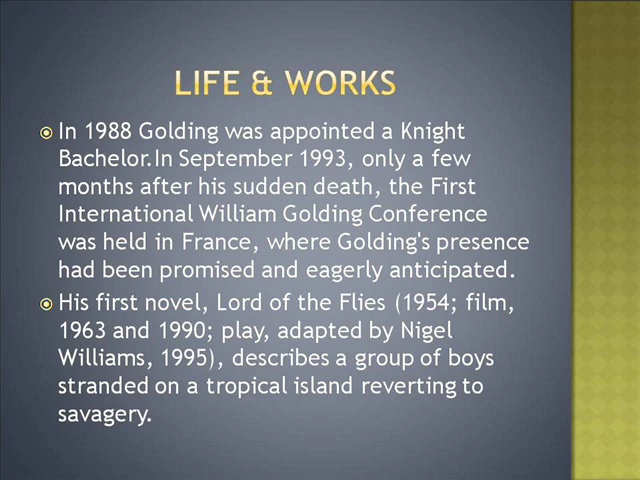 LIFE & WORKS
In 1988 Golding was appointed a Knight
Bachelor.In September 1993, only a few
months after his sudden death, the First
International William Golding Conference
was held in France, where Golding's presence
had been promised and eagerly anticipated.
His first novel, Lord of the Flies (1954; film,
1963 and 1990; play, adapted by Nigel
Williams, 1995), describes a group of boys
stranded on a tropical island reverting to
savagery.